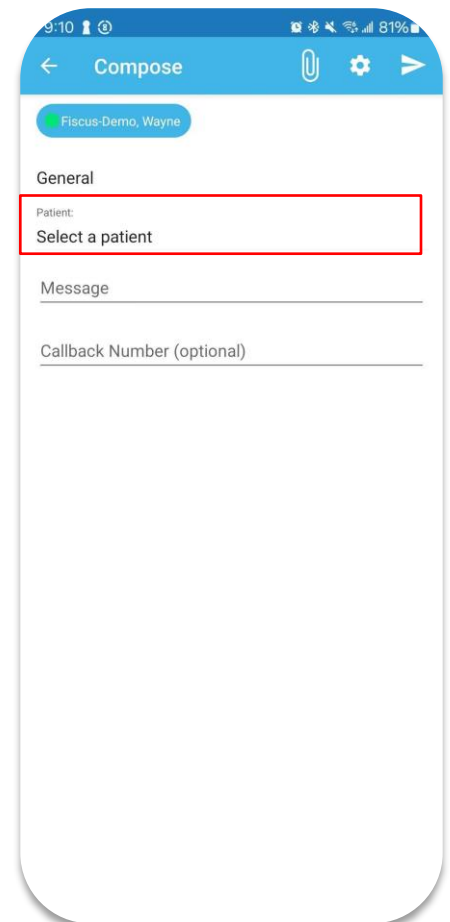 9:10 81%
Compose
Fiscus-Demo, Wayne
General
Patient:
Select a patient
Message
Callback Number (optional)